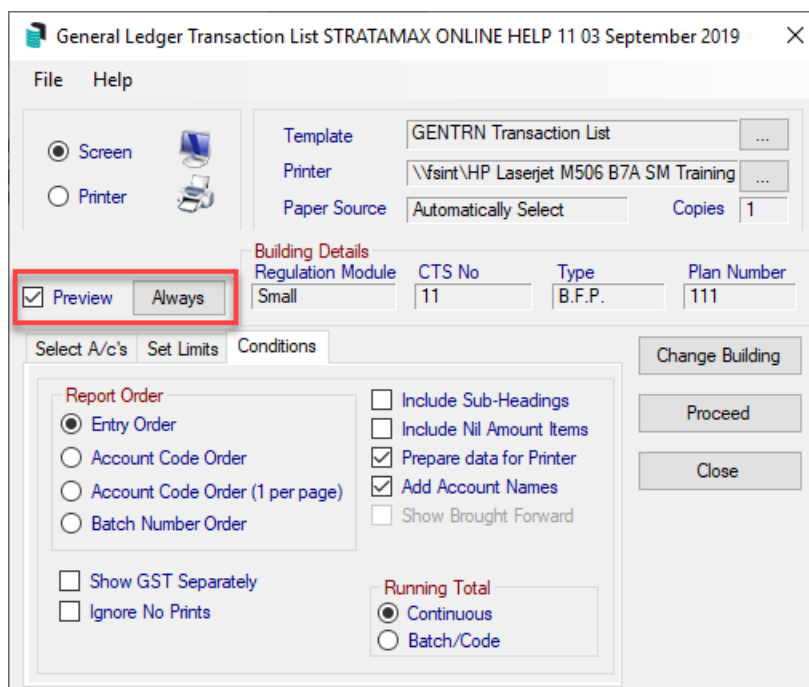 General Ledger Transaction List STRATAMAX ONLINE HELP 11 03 September 2019
File Help
Screen
Printer
Template GENTRN Transaction List ...
Printer \\fsint\HP Laserjet M506 B7A SM Training ...
Paper Source Automatically Select Copies 1
Preview Always
Building Details
Regulation Module CTS No Type Plan Number
Small 11 B.F.P. 111
Select A/c's Set Limits Conditions
Report Order
Entry Order
Account Code Order
Account Code Order (1 per page)
Batch Number Order
Include Sub-Headings
Include Nil Amount Items
Prepare data for Printer
Add Account Names
Show Brought Forward
Show GST Separately
Ignore No Prints
Running Total
Continuous
Batch/Code
Change Building
Proceed
Close